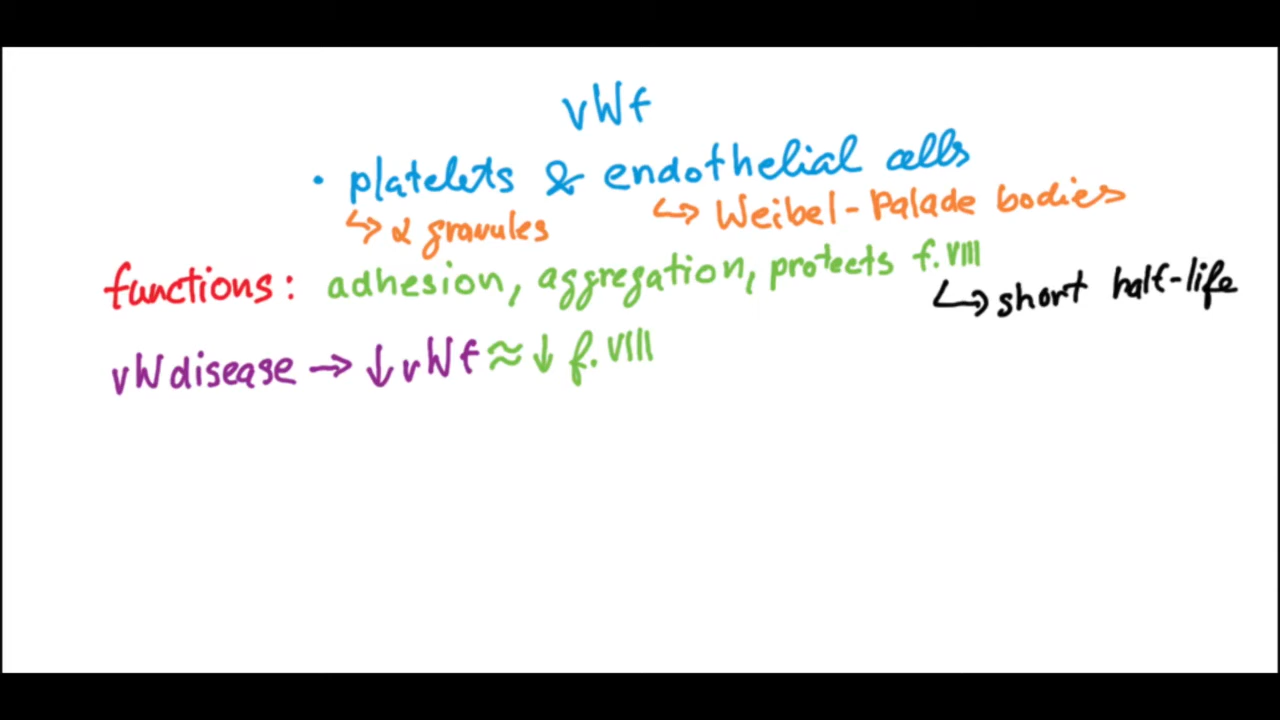 vWf
• platelets & endothelial cells
↳ α granules ↳ Weibel-Palade bodies
functions: adhesion, aggregation, protects f.VIII
↳ short half-life
vWdisease → ↓ vWf ≈ ↓ f.VIII